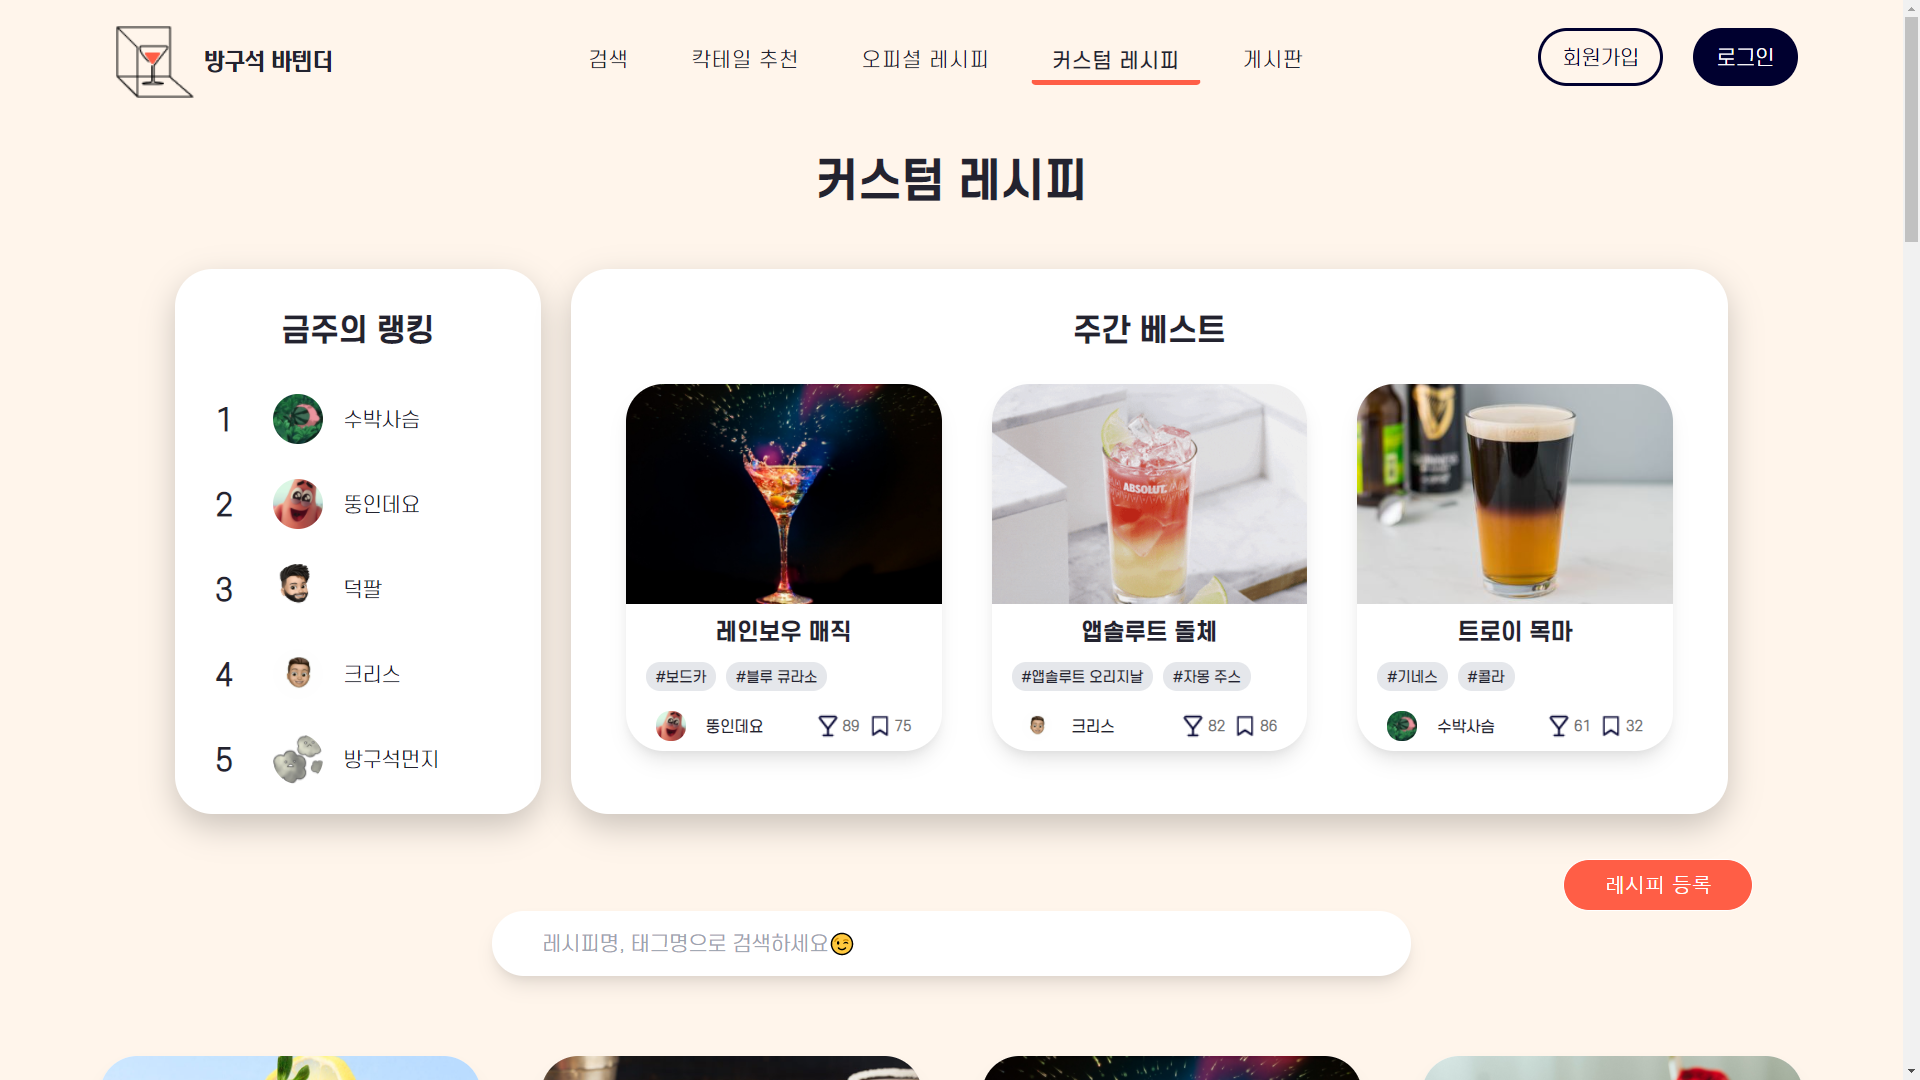 방구석 바텐더
검색
칵테일 추천
오피셜 레시피
커스텀 레시피
게시판
회원가입
로그인
커스텀 레시피
금주의 랭킹
1 수박사슴
2 뚱인데요
3 덕팔
4 크리스
5 방구석먼지
주간 베스트
레인보우 매직
#보드카 #블루 큐라소
뚱인데요 89 75
ABSOLUT
앱솔루트 돌체
#앱솔루트 오리지날 #자몽 주스
크리스 82 86
트로이 목마
#기네스 #콜라
수박사슴 61 32
레시피 등록
레시피명, 태그명으로 검색하세요😉